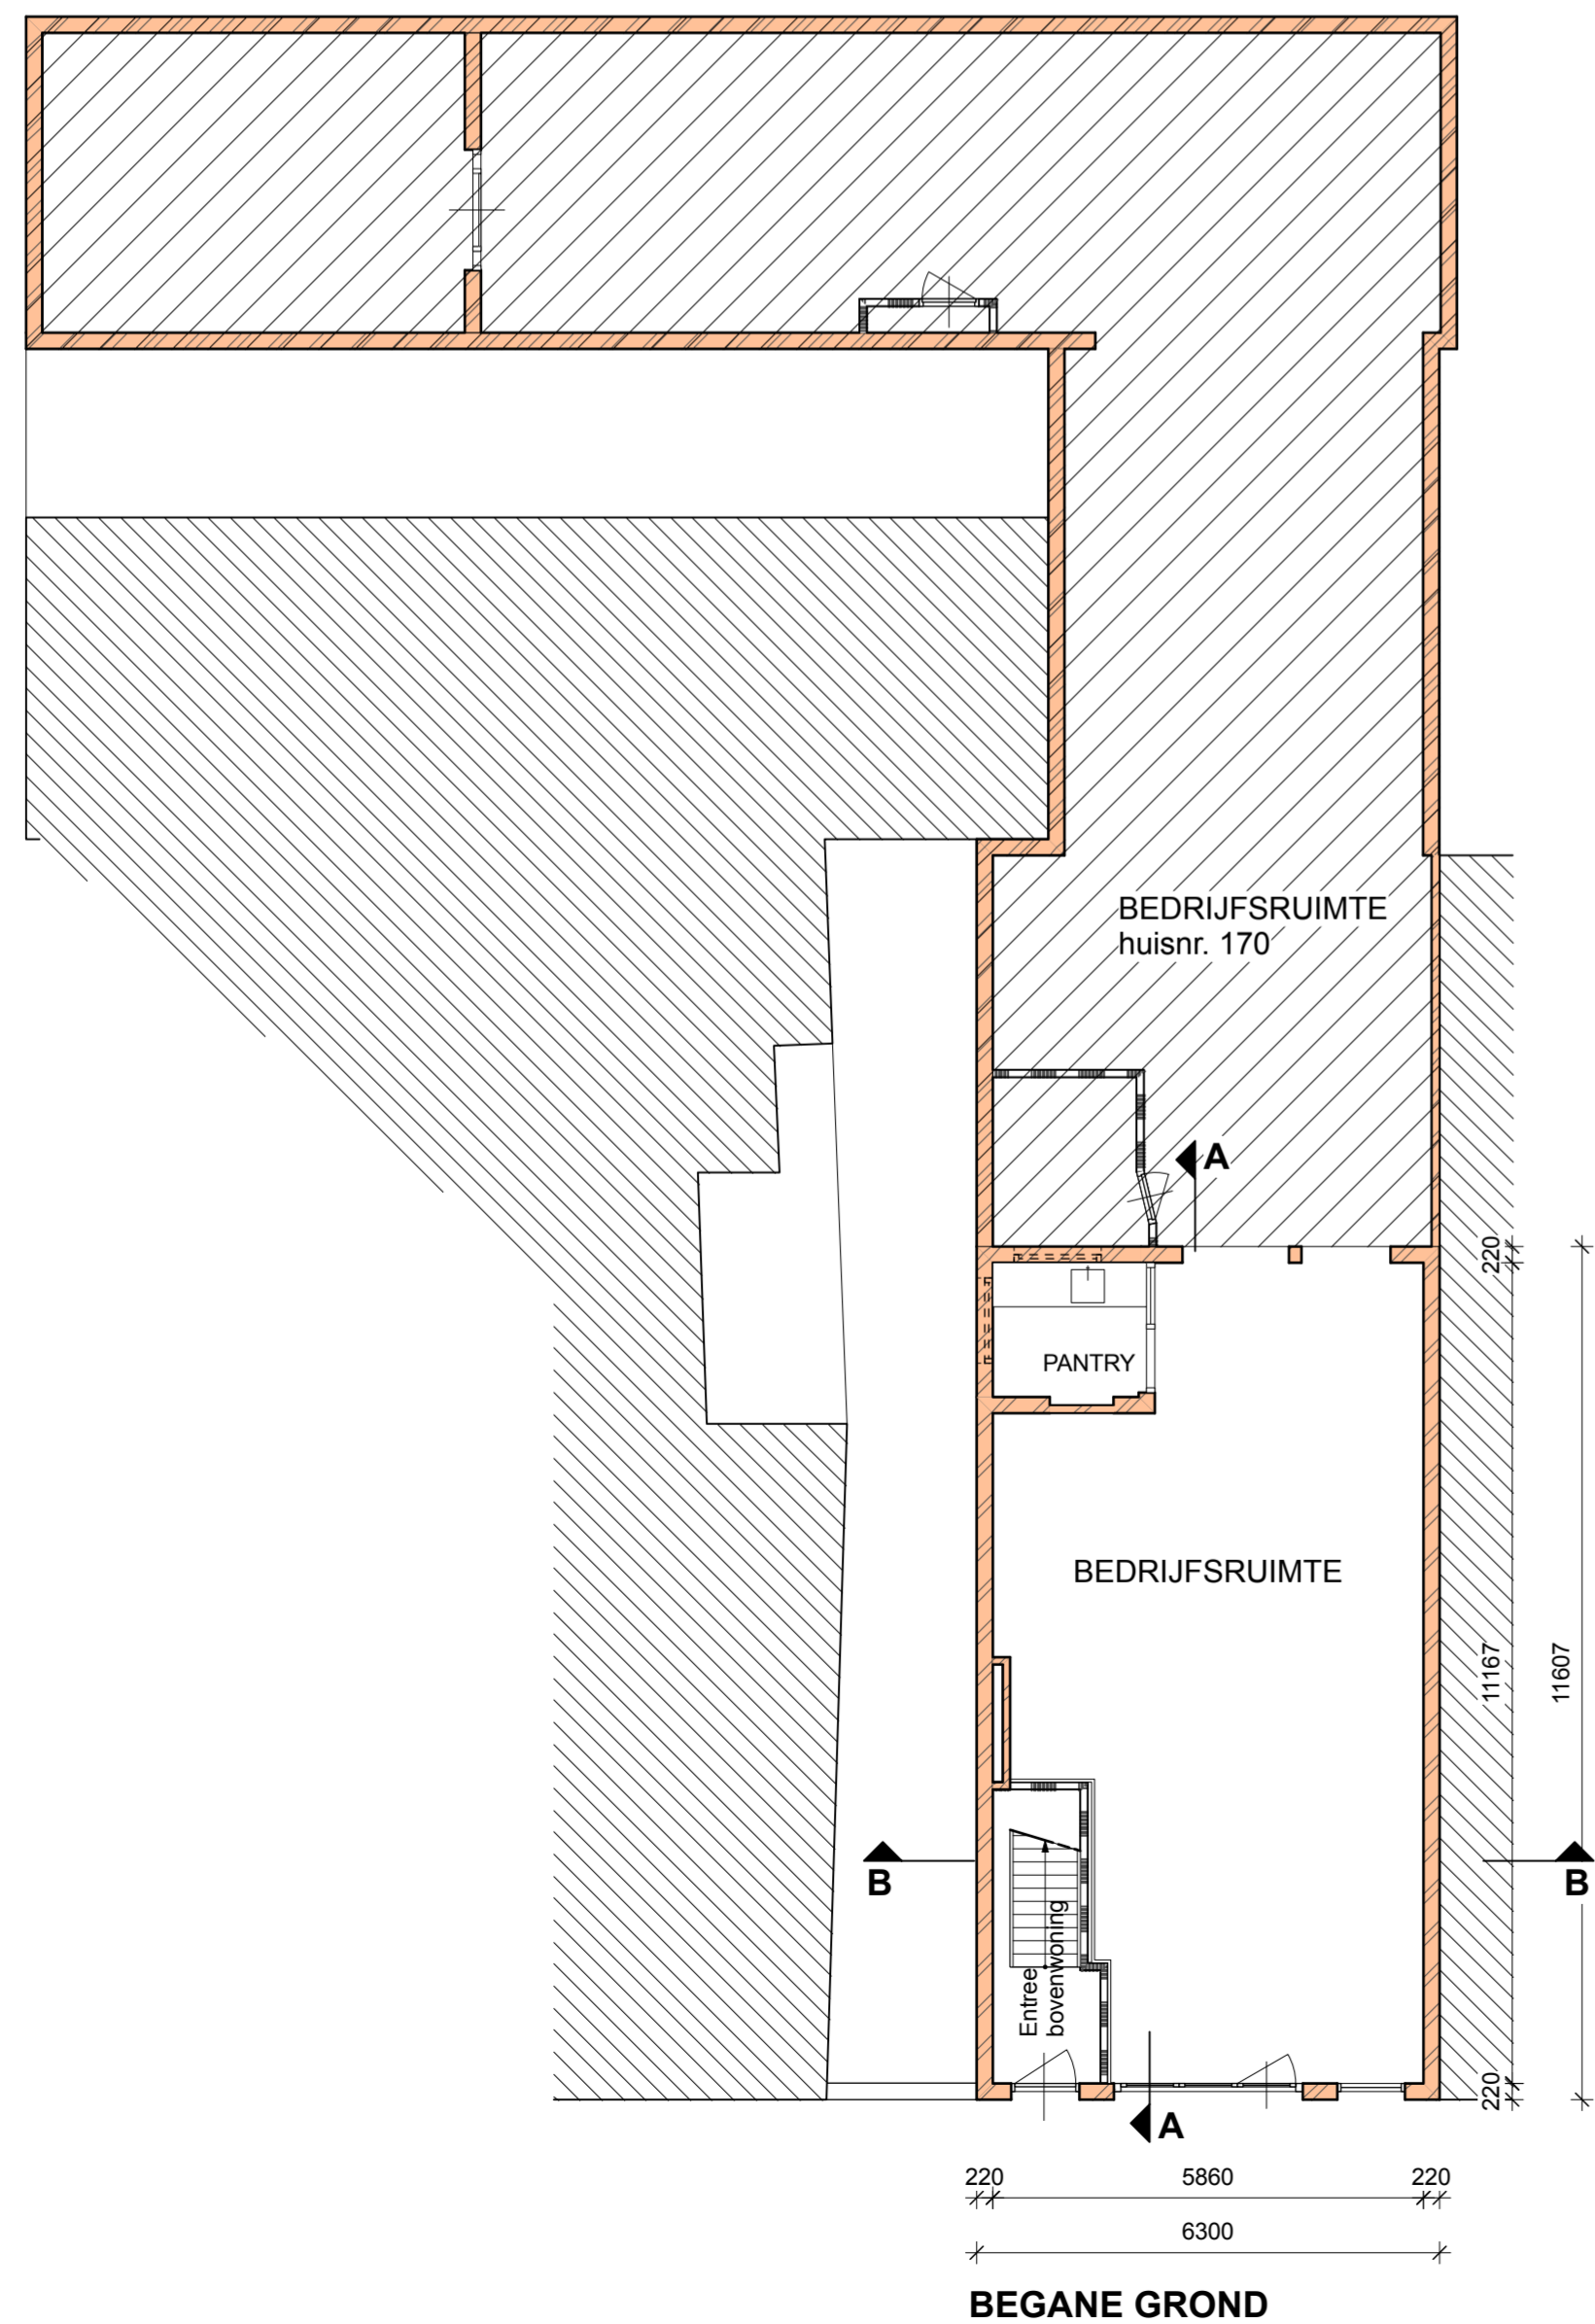 BEDRIJFSRUIMTE
huisnr. 170
A
220
PANTRY
BEDRIJFSRUIMTE
11167
11607
B
B
Entree
bovenwoning
220
A
220
5860
220
6300
BEGANE GROND